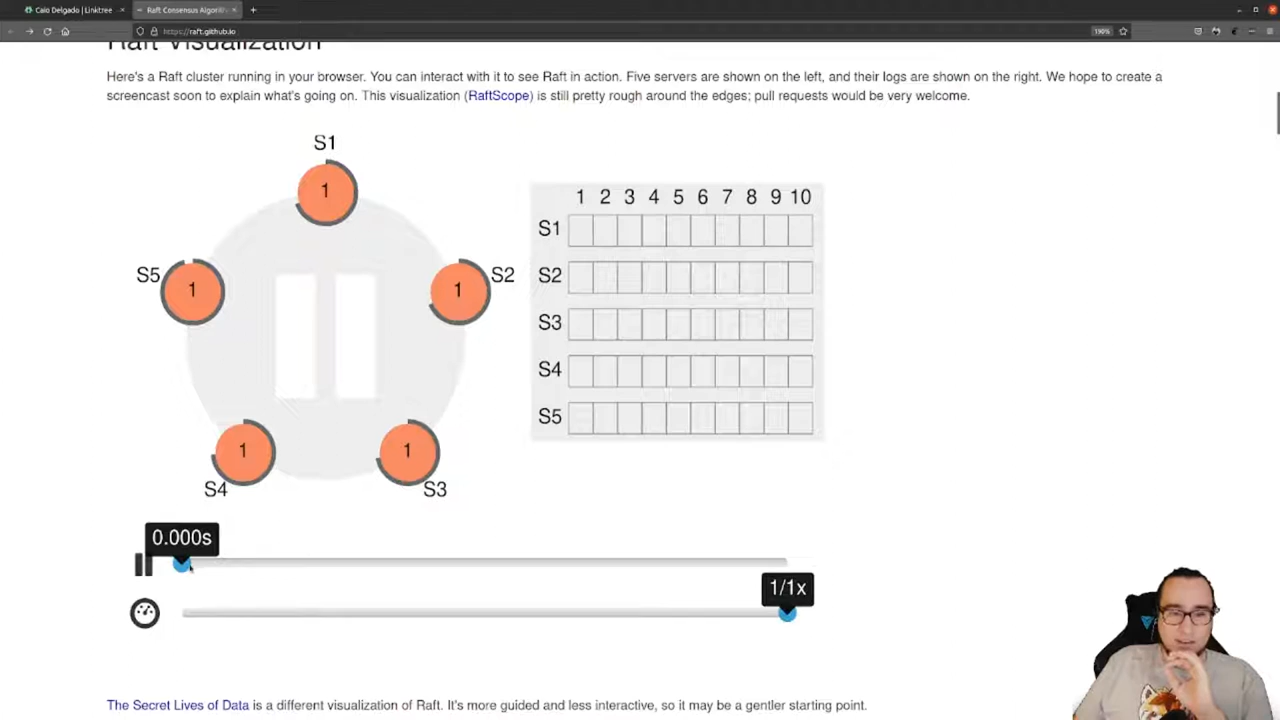 Caio Delgado | Linktree
Raft Consensus Algorith
https://raft.github.io
190%
Raft Visualization
Here's a Raft cluster running in your browser. You can interact with it to see Raft in action. Five servers are shown on the left, and their logs are shown on the right. We hope to create a
screencast soon to explain what's going on. This visualization (RaftScope) is still pretty rough around the edges; pull requests would be very welcome.
S1
1
S5
1
S2
1
S4
1
S3
1
1 2 3 4 5 6 7 8 9 10
S1
S2
S3
S4
S5
0.000s
1/1x
The Secret Lives of Data is a different visualization of Raft. It's more guided and less interactive, so it may be a gentler starting point.